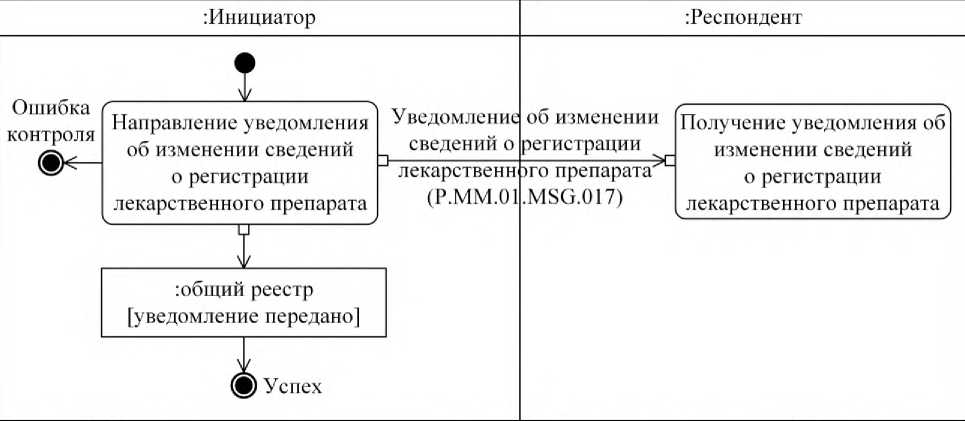 :Инициатор
:Респондент
Ошибка
контроля
Направление уведомления
об изменении сведений
о регистрации
лекарственного препарата
Уведомление об изменении
сведений о регистрации
лекарственного препарата
(P.MM.01.MSG.017)
Получение уведомления об
изменении сведений
о регистрации
лекарственного препарата
:общий реестр
[уведомление передано]
Успех